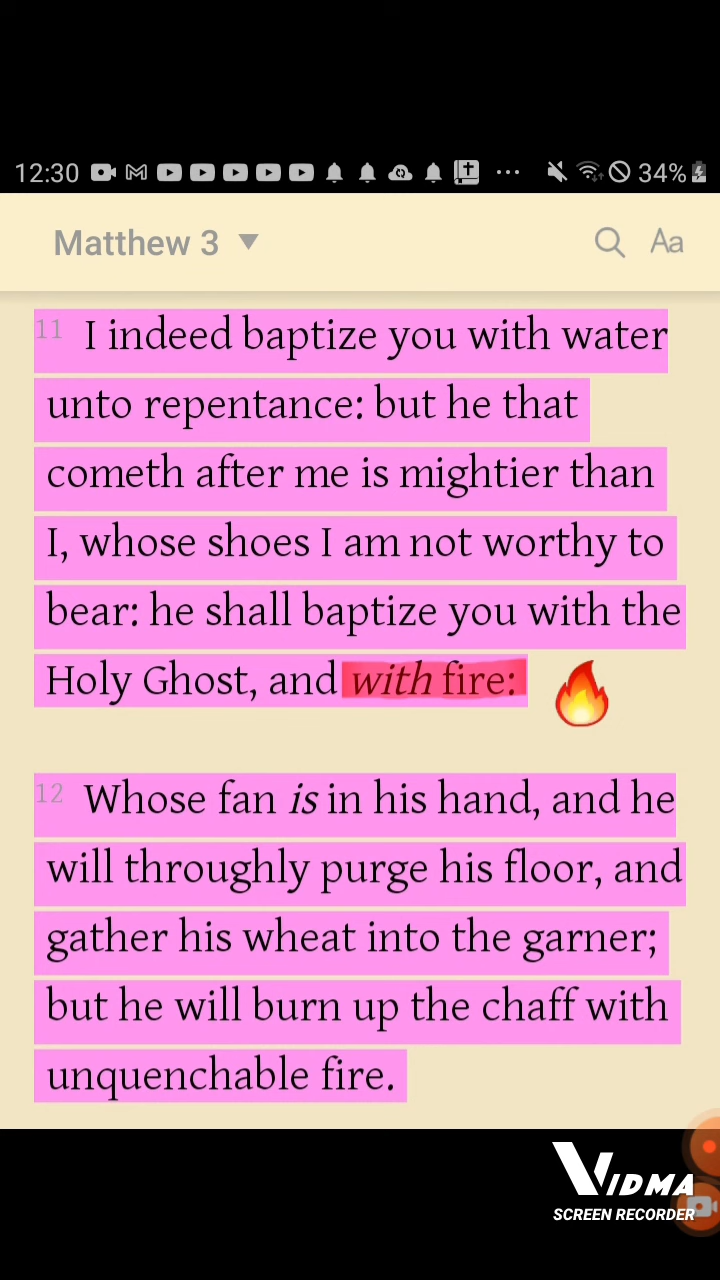 12:30 34%
Matthew 3 Aa
11 I indeed baptize you with water
unto repentance: but he that
cometh after me is mightier than
I, whose shoes I am not worthy to
bear: he shall baptize you with the
Holy Ghost, and with fire:
12 Whose fan is in his hand, and he
will throughly purge his floor, and
gather his wheat into the garner;
but he will burn up the chaff with
unquenchable fire.
VIDMA
SCREEN RECORDER